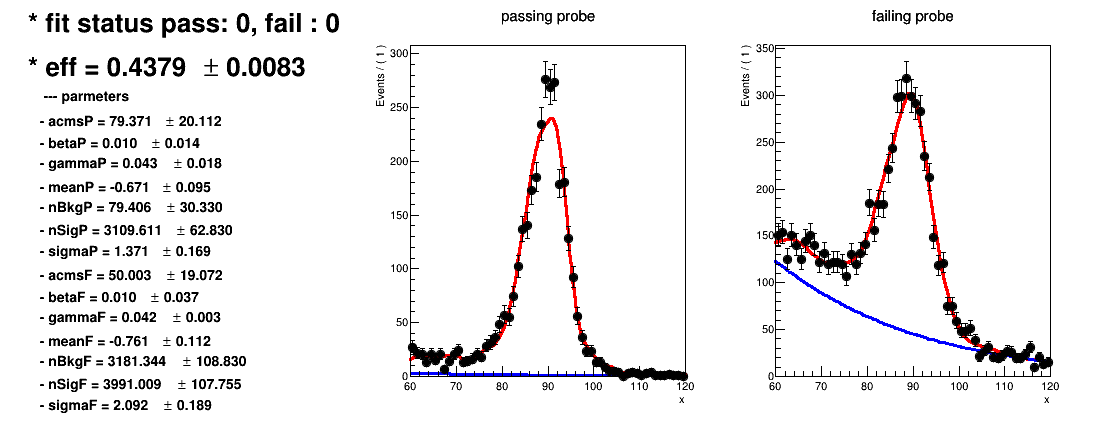 * fit status pass: 0, fail : 0
* eff = 0.4379 ± 0.0083
--- parmeters
- acmsP = 79.371 ± 20.112
- betaP = 0.010 ± 0.014
- gammaP = 0.043 ± 0.018
- meanP = -0.671 ± 0.095
- nBkgP = 79.406 ± 30.330
- nSigP = 3109.611 ± 62.830
- sigmaP = 1.371 ± 0.169
- acmsF = 50.003 ± 19.072
- betaF = 0.010 ± 0.037
- gammaF = 0.042 ± 0.003
- meanF = -0.761 ± 0.112
- nBkgF = 3181.344 ± 108.830
- nSigF = 3991.009 ± 107.755
- sigmaF = 2.092 ± 0.189
passing probe
Events / ( 1 )
300
250
200
150
100
50
0
60 70 80 90 100 110 120
x
failing probe
Events / ( 1 )
350
300
250
200
150
100
50
0
60 70 80 90 100 110 120
x